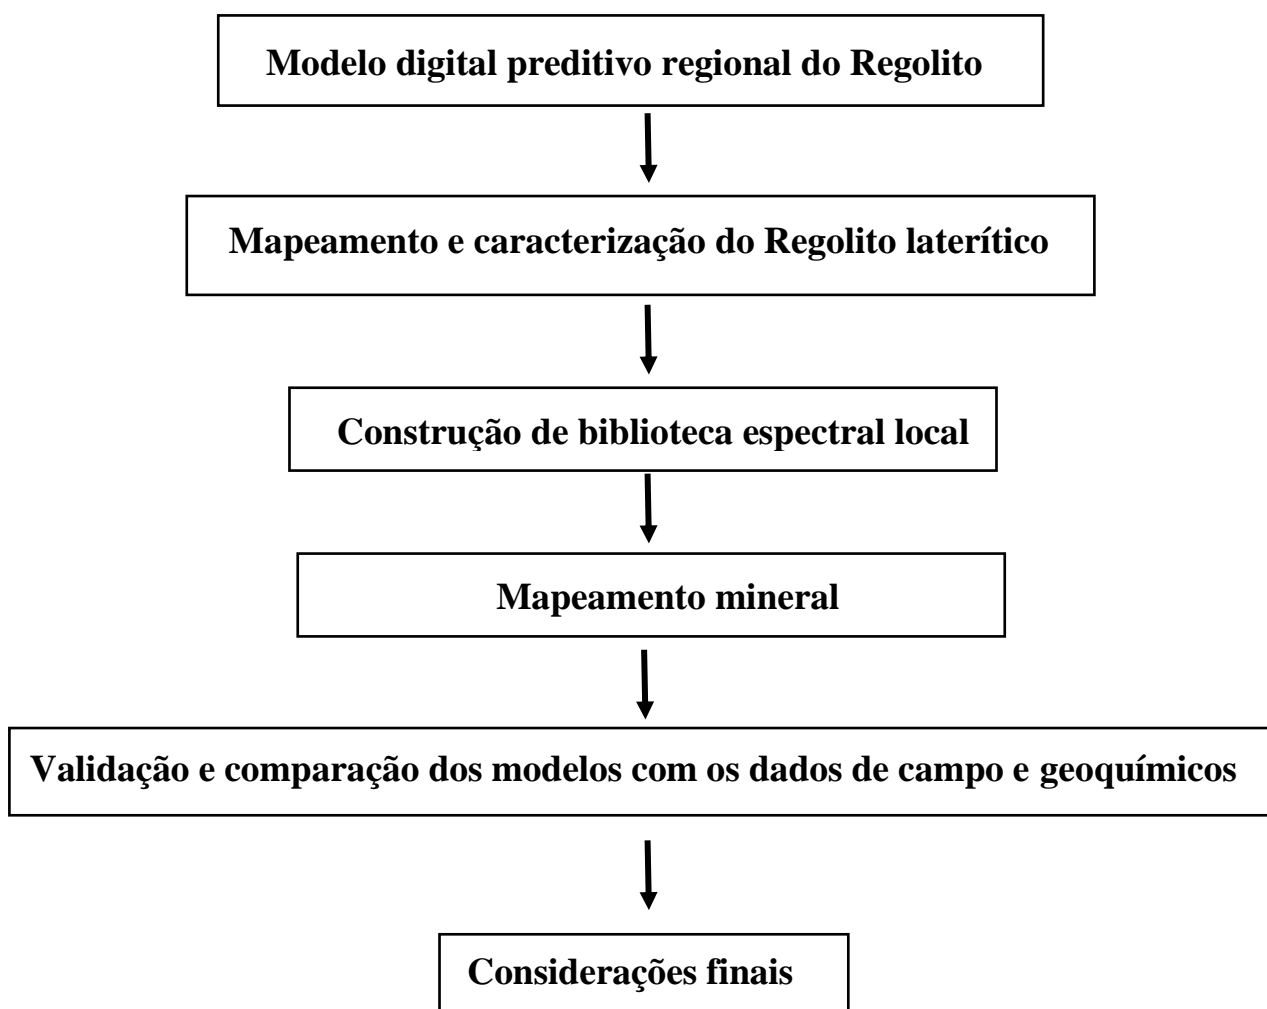 Modelo digital preditivo regional do Regolito
Mapeamento e caracterização do Regolito laterítico
Construção de biblioteca espectral local
Mapeamento mineral
Validação e comparação dos modelos com os dados de campo e geoquímicos
Considerações finais